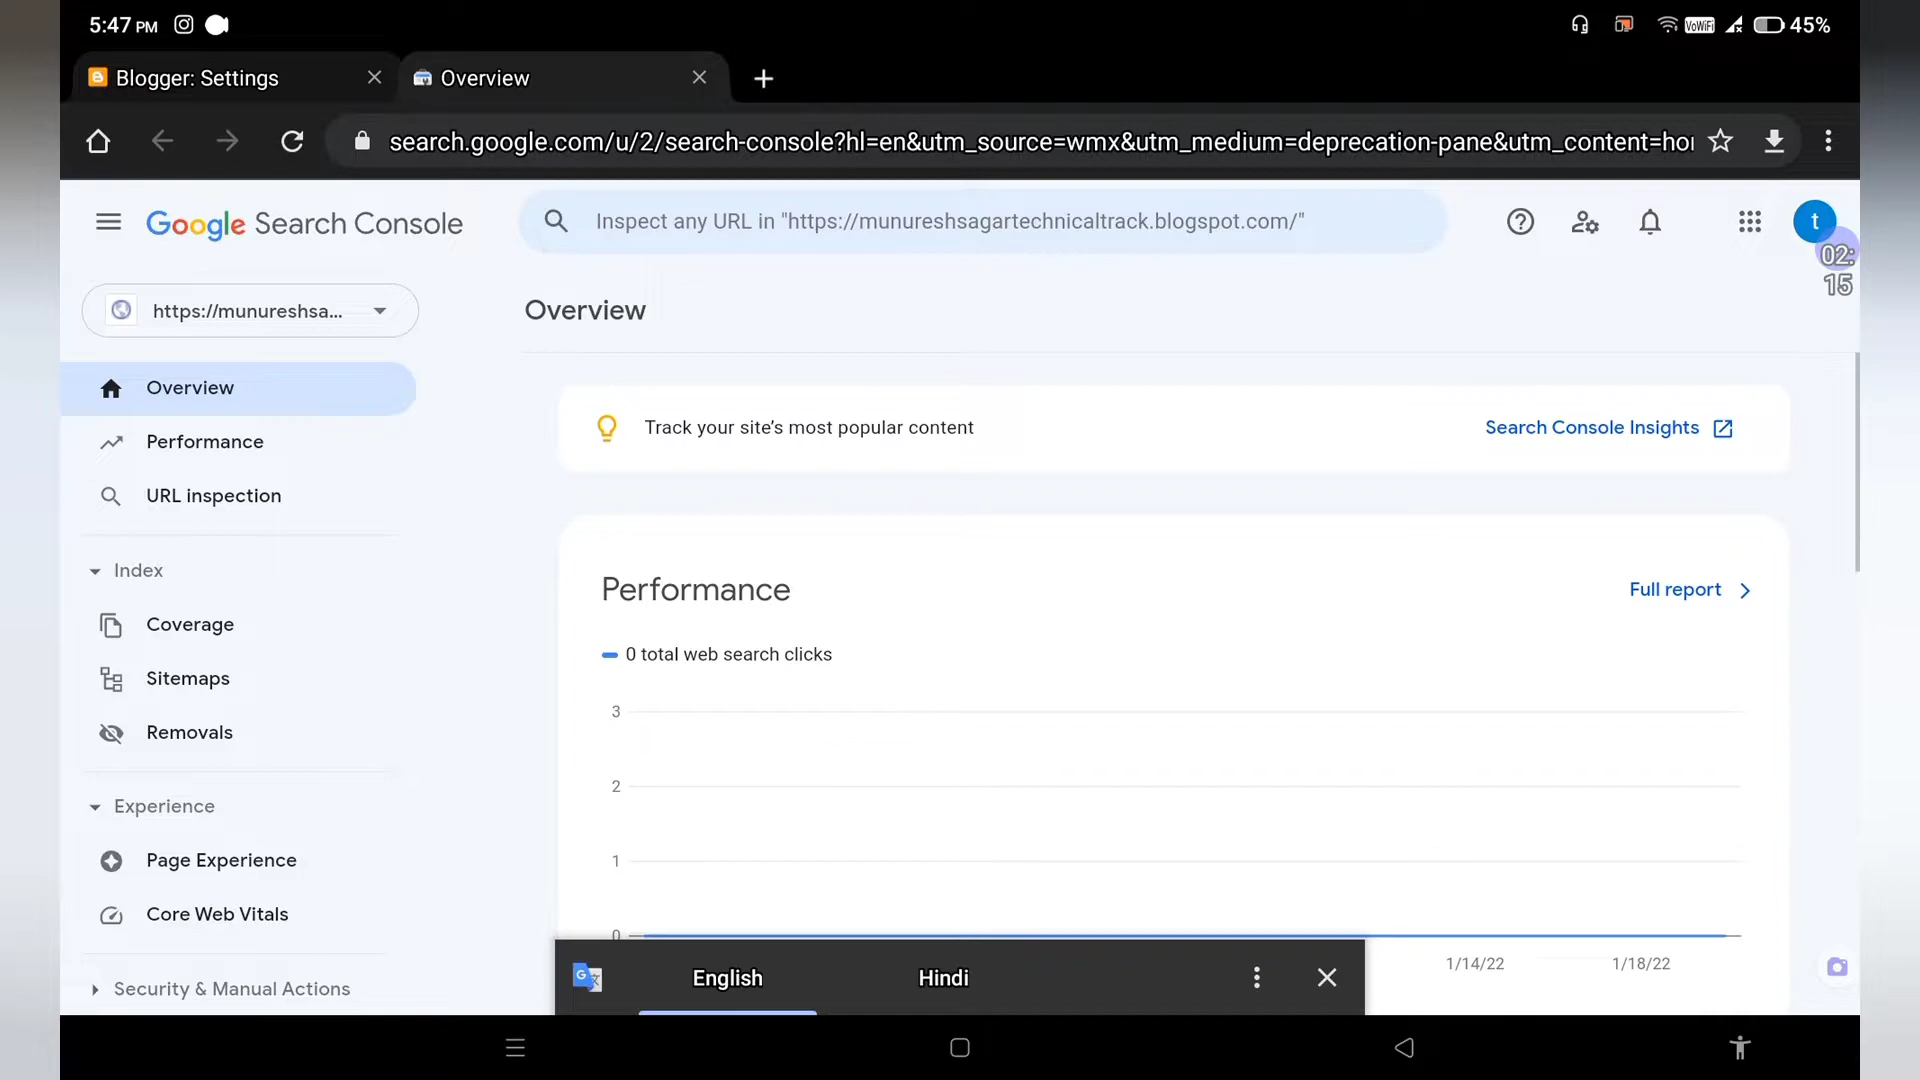 5:47 PM
VoWiFi
45%
Blogger: Settings
Overview
search.google.com/u/2/search-console?hl=en&utm_source=wmx&utm_medium=deprecation-pane&utm_content=hor
Google Search Console
Inspect any URL in "https://munureshsagartechnicaltrack.blogspot.com/"
t
02:
15
https://munureshsa...
Overview
Overview
Track your site’s most popular content
Search Console Insights
Performance
URL inspection
Performance
Full report
Index
0 total web search clicks
Coverage
Sitemaps
Removals
3
2
1
0
1/14/22
1/18/22
Experience
Page Experience
Core Web Vitals
Security & Manual Actions
English
Hindi